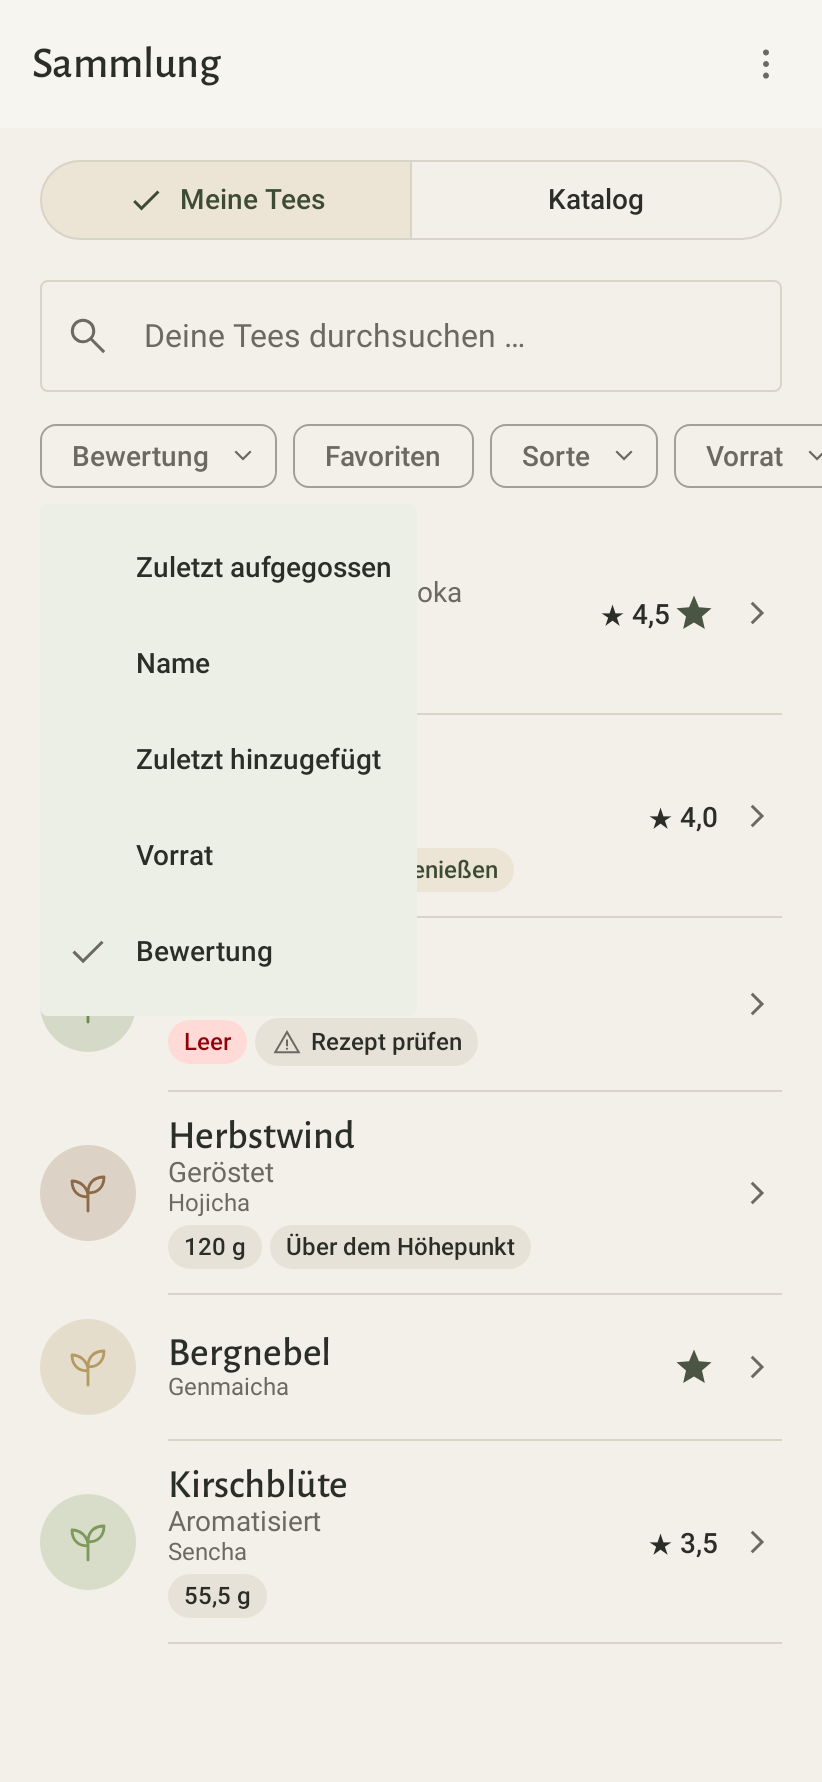 Sammlung
Meine Tees
Katalog
Deine Tees durchsuchen …
Bewertung
Favoriten
Sorte
Vorrat
Zuletzt aufgegossen
Name
Zuletzt hinzugefügt
Vorrat
Bewertung
★ 4,5
★ 4,0
Leer
Rezept prüfen
Herbstwind
Geröstet
Hojicha
120 g
Über dem Höhepunkt
Bergnebel
Genmaicha
Kirschblüte
Aromatisiert
Sencha
★ 3,5
55,5 g